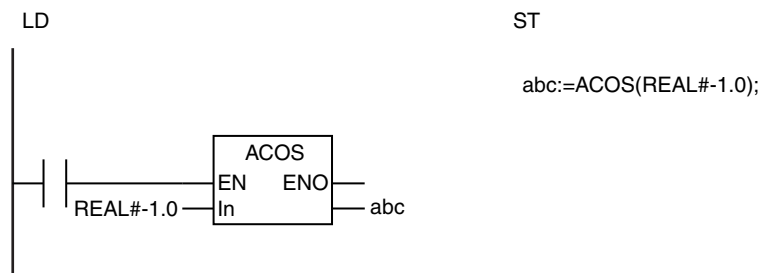 LD
ST
abc:=ACOS(REAL#-1.0);
ACOS
EN ENO
REAL#-1.0 In abc